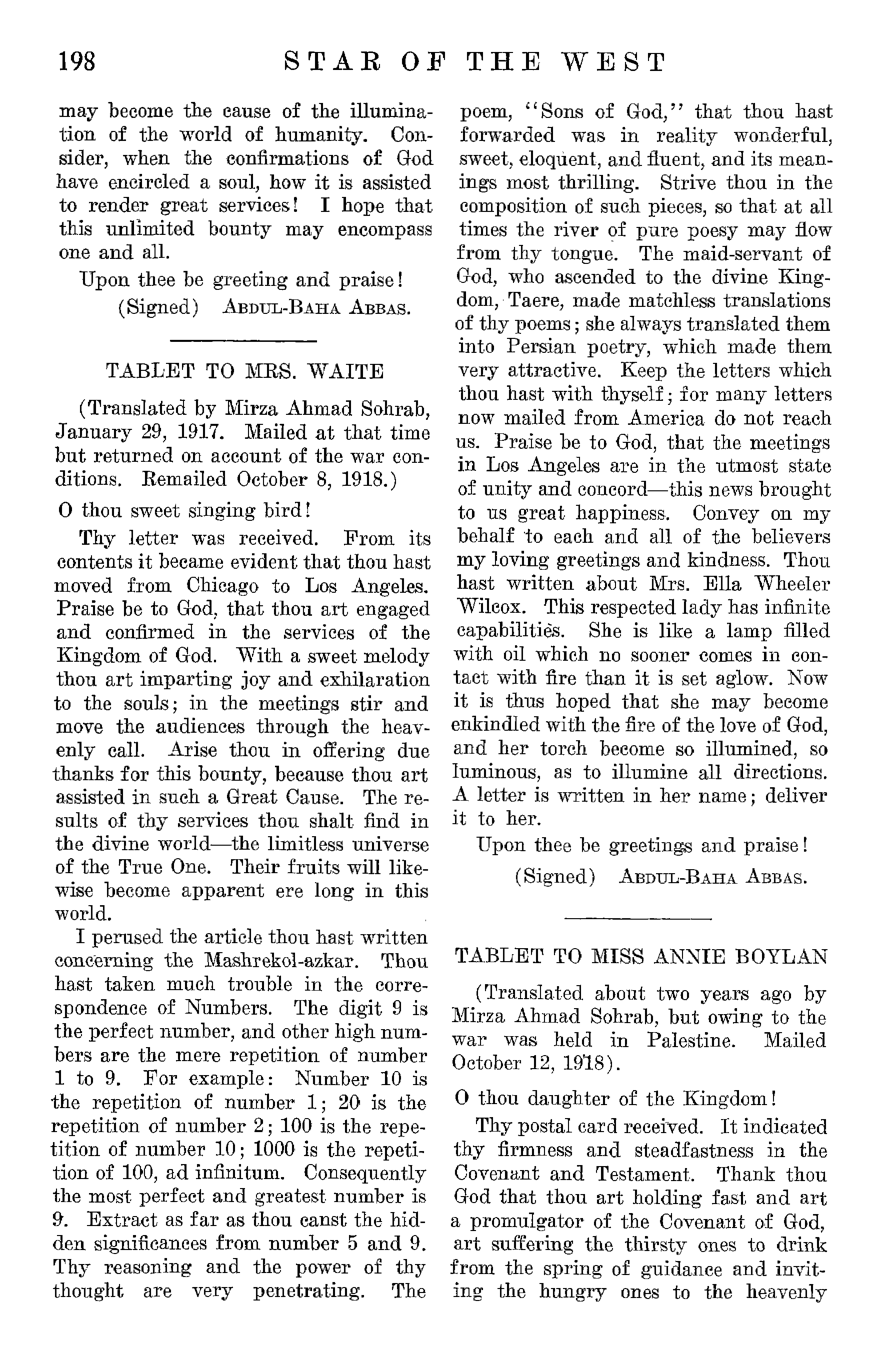 198 STAR OF THE WEST
may become the cause of the illumina-
tion of the world of humanity. Con-
sider, when the confirmations of God
have encircled a soul, how it is assisted
to render great services! I hope that
this unlimited bounty may encompass
one and all.
Upon thee be greeting and praise!
(Signed) ABDUL-BAHA ABBAS.
TABLET TO MRS. WAITE
(Translated by Mirza Ahmad Sohrab,
January 29, 1917. Mailed at that time
but returned on account of the war con-
ditions. Remailed October 8, 1918.)
O thou sweet singing bird!
Thy letter was received. From its
contents it became evident that thou hast
moved from Chicago to Los Angeles.
Praise be to God, that thou art engaged
and confirmed in the services of the
Kingdom of God. With a sweet melody
thou art imparting joy and exhilaration
to the souls; in the meetings stir and
move the audiences through the heav-
enly call. Arise thou in offering due
thanks for this bounty, because thou art
assisted in such a Great Cause. The re-
sults of thy services thou shalt find in
the divine world—the limitless universe
of the True One. Their fruits will like-
wise become apparent ere long in this
world.
I perused the article thou hast written
concerning the Mashrekol-azkar. Thou
hast taken much trouble in the corre-
spondence of Numbers. The digit 9 is
the perfect number, and other high num-
bers are the mere repetition of number
1 to 9. For example: Number 10 is
the repetition of number 1; 20 is the
repetition of number 2; 100 is the repe-
tition of number 10; 1000 is the repeti-
tion of 100, ad infinitum. Consequently
the most perfect and greatest number is
9. Extract as far as thou canst the hid-
den significances from number 5 and 9.
Thy reasoning and the power of thy
thought are very penetrating. The
poem, "Sons of God," that thou hast
forwarded was in reality wonderful,
sweet, eloquent, and fluent, and its mean-
ings most thrilling. Strive thou in the
composition of such pieces, so that at all
times the river of pure poesy may flow
from thy tongue. The maid-servant of
God, who ascended to the divine King-
dom, Taere, made matchless translations
of thy poems; she always translated them
into Persian poetry, which made them
very attractive. Keep the letters which
thou hast with thyself; for many letters
now mailed from America do not reach
us. Praise be to God, that the meetings
in Los Angeles are in the utmost state
of unity and concord—this news brought
to us great happiness. Convey on my
behalf to each and all of the believers
my loving greetings and kindness. Thou
hast written about Mrs. Ella Wheeler
Wilcox. This respected lady has infinite
capabilities. She is like a lamp filled
with oil which no sooner comes in con-
tact with fire than it is set aglow. Now
it is thus hoped that she may become
enkindled with the fire of the love of God,
and her torch become so illumined, so
luminous, as to illumine all directions.
A letter is written in her name; deliver
it to her.
Upon thee be greetings and praise!
(Signed) ABDUL-BAHA ABBAS.
TABLET TO MISS ANNIE BOYLAN
(Translated about two years ago by
Mirza Ahmad Sohrab, but owing to the
war was held in Palestine. Mailed
October 12, 1918).
O thou daughter of the Kingdom!
Thy postal card received. It indicated
thy firmness and steadfastness in the
Covenant and Testament. Thank thou
God that thou art holding fast and art
a promulgator of the Covenant of God,
art suffering the thirsty ones to drink
from the spring of guidance and invit-
ing the hungry ones to the heavenly